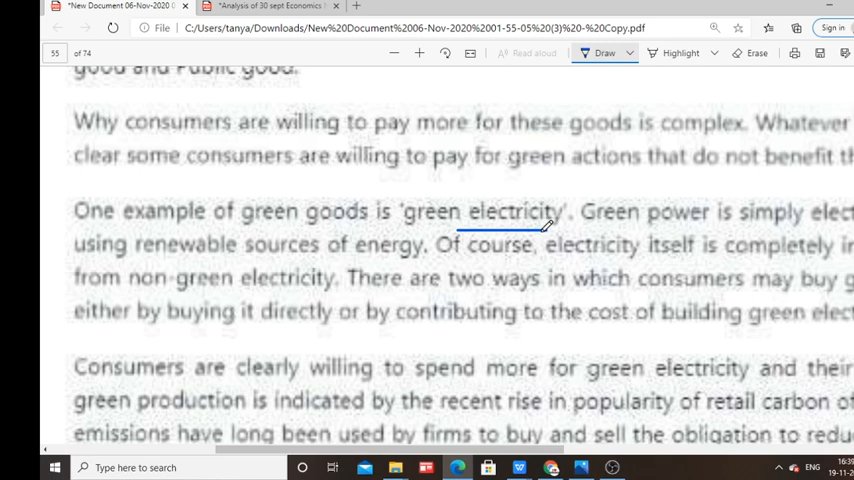 *New Document 06-Nov-2020 0
*Analysis of 30 sept Economics
File
C:/Users/tanya/Downloads/New%20Document%2006-Nov-2020%2001-55-05%20(3)%20-%20Copy.pdf
Sign in
55 of 74
Read aloud
Draw
Highlight
Erase
good and Public good.
Why consumers are willing to pay more for these goods is complex. Whatever
clear some consumers are willing to pay for green actions that do not benefit th
One example of green goods is 'green electricity'. Green power is simply elect
using renewable sources of energy. Of course, electricity itself is completely in
from non-green electricity. There are two ways in which consumers may buy g
either by buying it directly or by contributing to the cost of building green elect
Consumers are clearly willing to spend more for green electricity and their
green production is indicated by the recent rise in popularity of retail carbon of
emissions have long been used by firms to buy and sell the obligation to redu
Type here to search
ENG
16:39
19-11-2